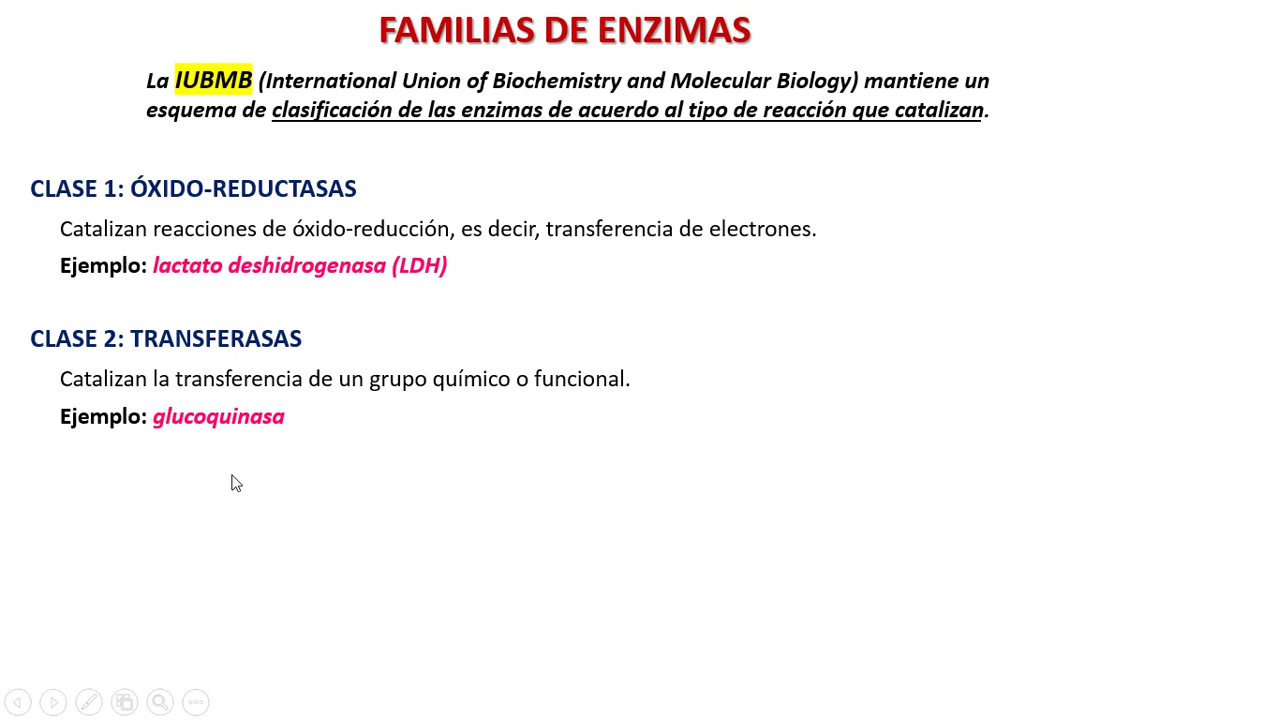 FAMILIAS DE ENZIMAS
La IUBMB (International Union of Biochemistry and Molecular Biology) mantiene un
esquema de clasificación de las enzimas de acuerdo al tipo de reacción que catalizan.
CLASE 1: ÓXIDO-REDUCTASAS
Catalizan reacciones de óxido-reducción, es decir, transferencia de electrones.
Ejemplo: lactato deshidrogenasa (LDH)
CLASE 2: TRANSFERASAS
Catalizan la transferencia de un grupo químico o funcional.
Ejemplo: glucoquinasa